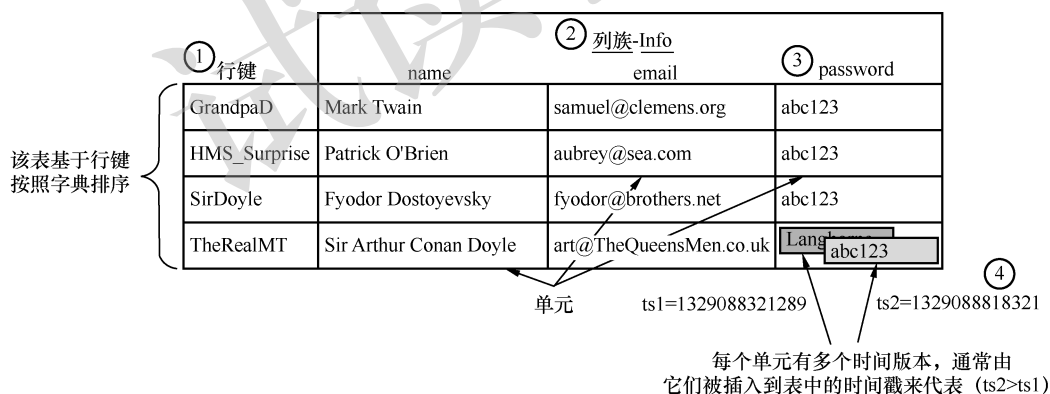 ② 列族-Info
① 行键 name email ③ password
GrandpaD Mark Twain samuel@clemens.org abc123
该表基于行键
按照字典排序
HMS_Surprise Patrick O'Brien aubrey@sea.com abc123
SirDoyle Fyodor Dostoyevsky fyodor@brothers.net abc123
TheRealMT Sir Arthur Conan Doyle art@TheQueensMen.co.uk abc123
④
单元 ts1=1329088321289 ts2=1329088818321
每个单元有多个时间版本，通常由
它们被插入到表中的时间戳来代表（ts2>ts1）
试读